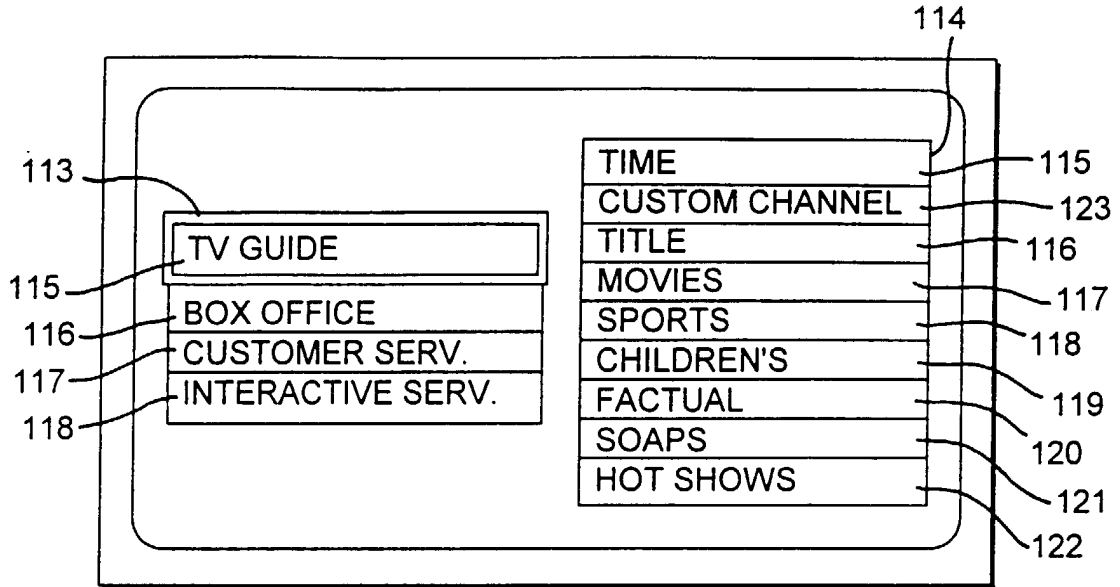 114
113
TV GUIDE
115
BOX OFFICE
116
CUSTOMER SERV.
117
INTERACTIVE SERV.
118
TIME
115
CUSTOM CHANNEL
123
TITLE
116
MOVIES
117
SPORTS
118
CHILDREN'S
119
FACTUAL
120
SOAPS
121
HOT SHOWS
122